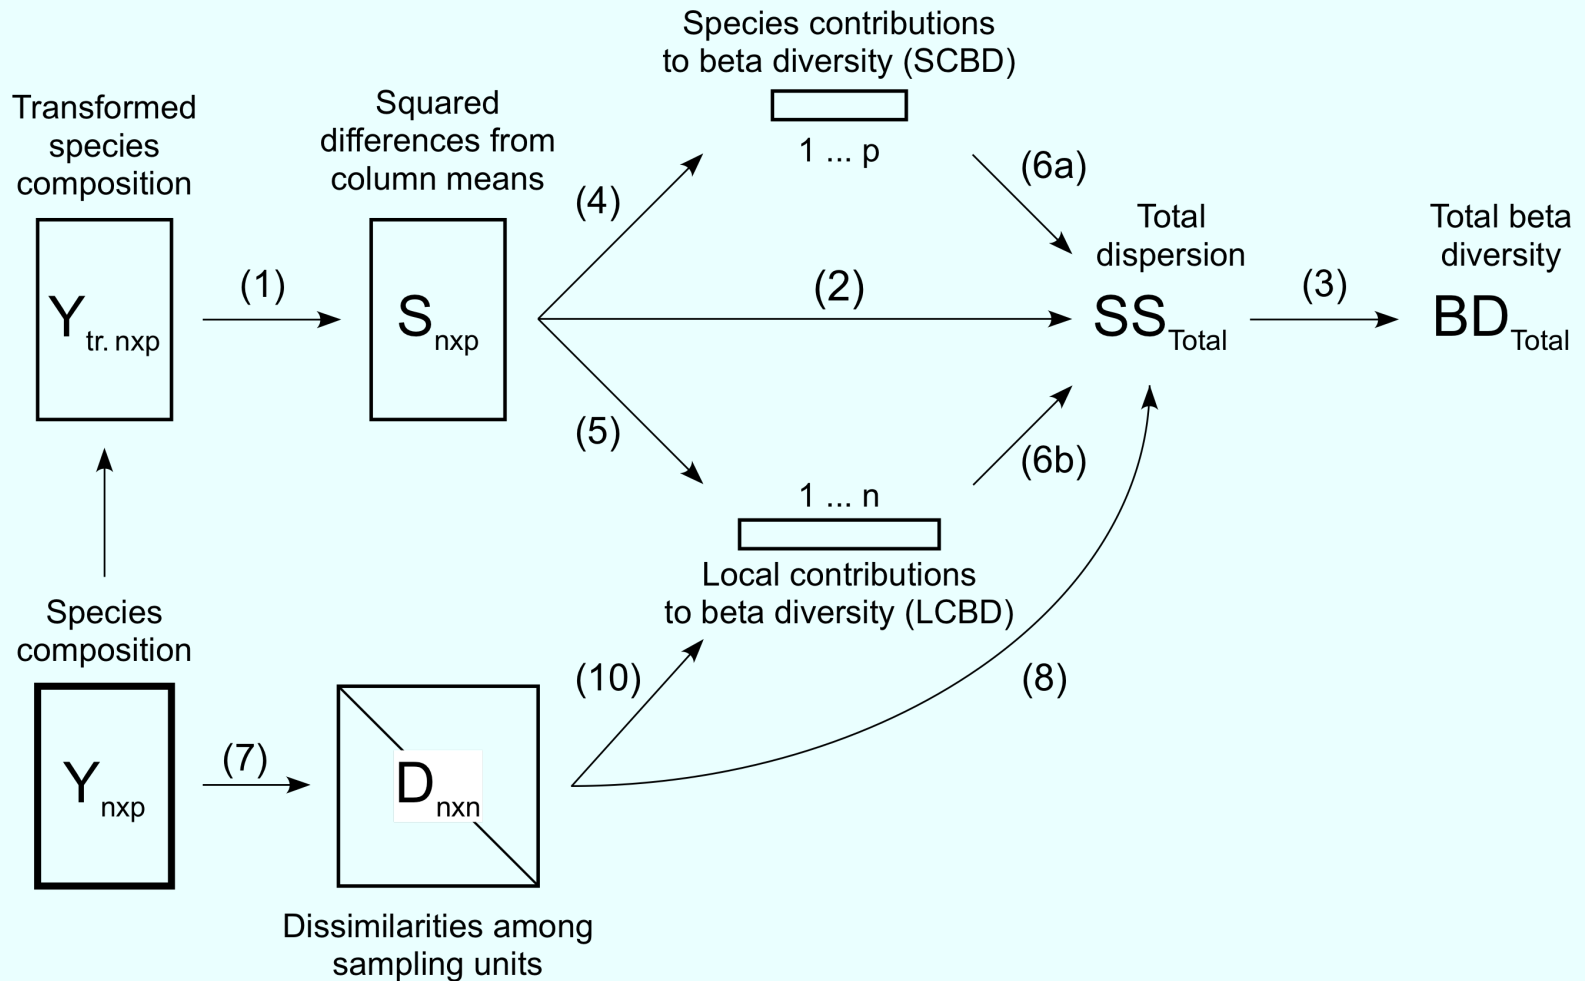 Species contributions
to beta diversity (SCBD)
1 ... p
Transformed
species
composition
Y tr. nxp
(1)
Squared
differences from
column means
S nxp
(4)
(2)
(5)
(6a)
Total
dispersion
SS Total
(3)
Total beta
diversity
BD Total
(6b)
1 ... n
Local contributions
to beta diversity (LCBD)
Species
composition
Y nxp
(7)
D nxn
Dissimilarities among
sampling units
(10)
(8)